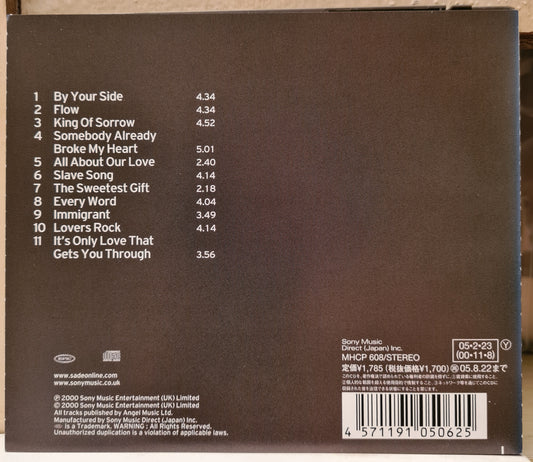 1 By Your Side 4.34
2 Flow 4.34
3 King Of Sorrow 4.52
4 Somebody Already
Broke My Heart 5.01
5 All About Our Love 2.40
6 Slave Song 4.14
7 The Sweetest Gift 2.18
8 Every Word 4.04
9 Immigrant 3.49
10 Lovers Rock 4.14
11 It's Only Love That
Gets You Through 3.56
www.sadeonline.com
www.sonymusic.co.uk
℗ 2000 Sony Music Entertainment (UK) Limited
© 2000 Sony Music Entertainment (UK) Limited
All tracks published by Angel Music Ltd.
Manufactured by Sony Music Direct (Japan) Inc.
is a Trademark. WARNING : All Rights Reserved.
Unauthorized duplication is a violation of applicable laws.
Sony Music
Direct (Japan) Inc.
MHCP 608/STEREO
05・2・23
(00・11・8)
Y
定価¥1,785 (税抜価格¥1,700) 再 05.8.22まで
4 571191 050625